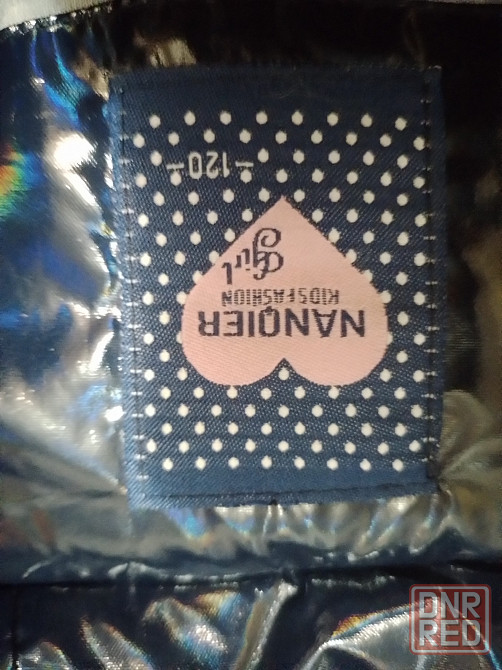 NANQIER
KIDSFASHION
Girl
-120-
DNR
RED